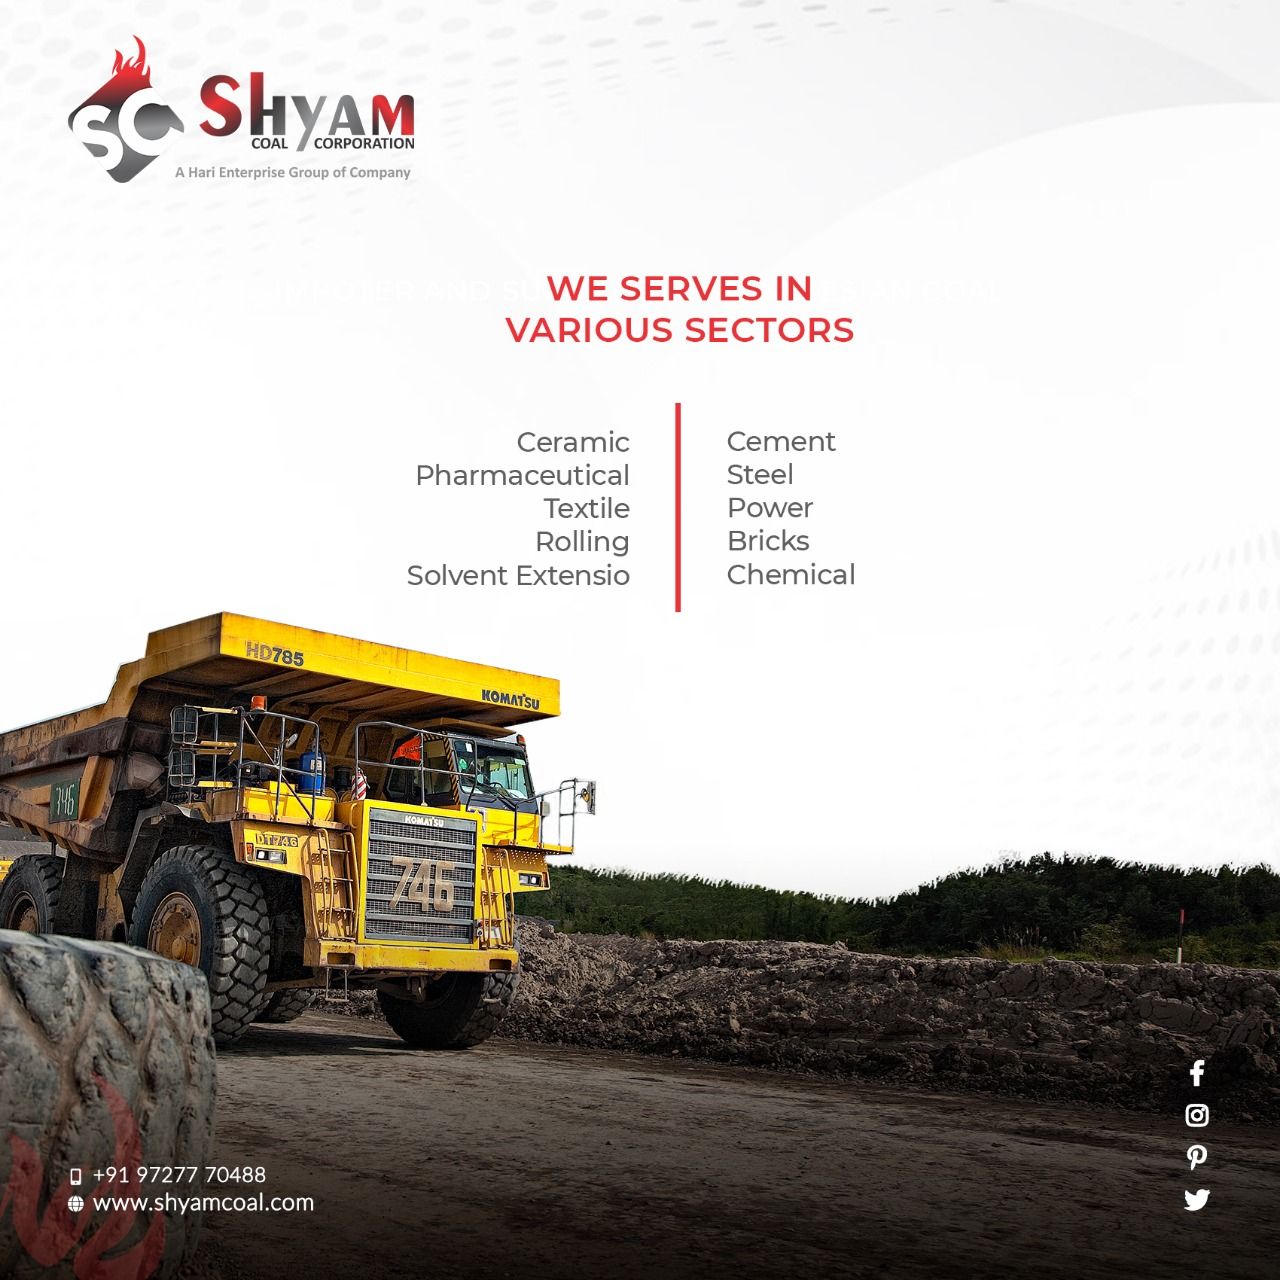 SC
SHYAM
COAL CORPORATION
A Hari Enterprise Group of Company
WE SERVES IN
VARIOUS SECTORS
Ceramic
Pharmaceutical
Textile
Rolling
Solvent Extensio
Cement
Steel
Power
Bricks
Chemical
HD785
KOMATSU
746
KOMATSU
DT746
746
+91 97277 70488
www.shyamcoal.com